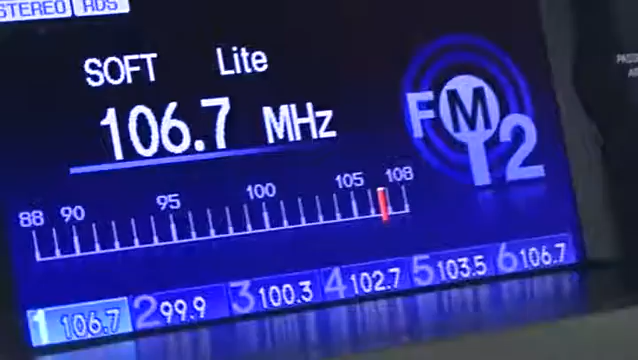 STEREO RDS
SOFT Lite
106.7 MHz
FM 12
88 90 95 100 105 108
1 106.7 2 99.9 3 100.3 4 102.7 5 103.5 6 106.7